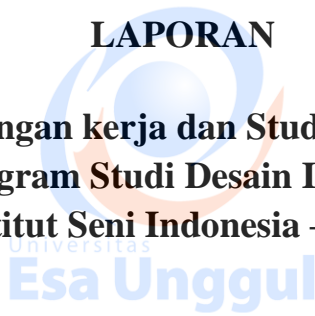 LAPORAN
ngan kerja dan Stud
gram Studi Desain I
titut Seni Indonesia -
Universitas
Esa Unggul